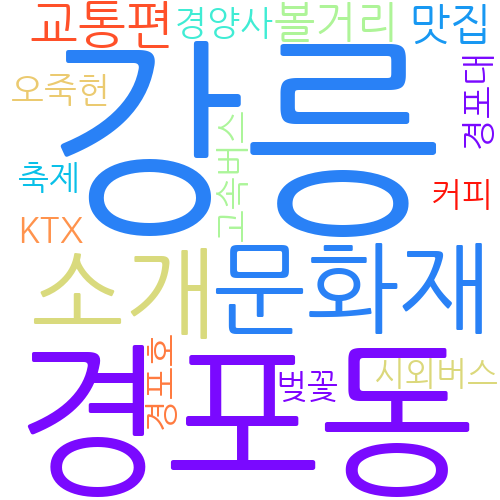 교통편
경양사
볼거리
맛집
강릉
오죽헌
경포대
고속버스
축제
커피
KTX
소개
문화재
경포동
경포호
벚꽃
시외버스